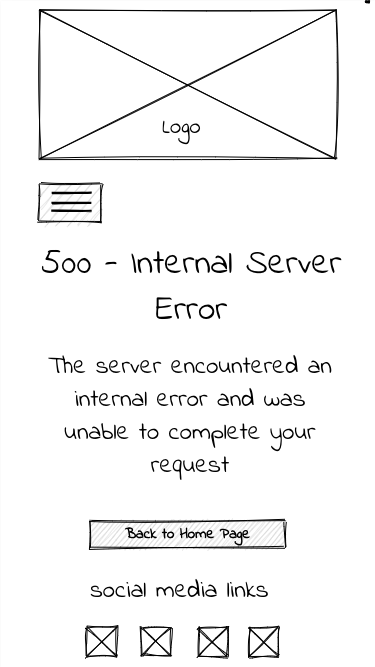 Logo
500 - Internal Server
Error
The server encountered an
internal error and was
unable to complete your
request
Back to Home Page
social media links